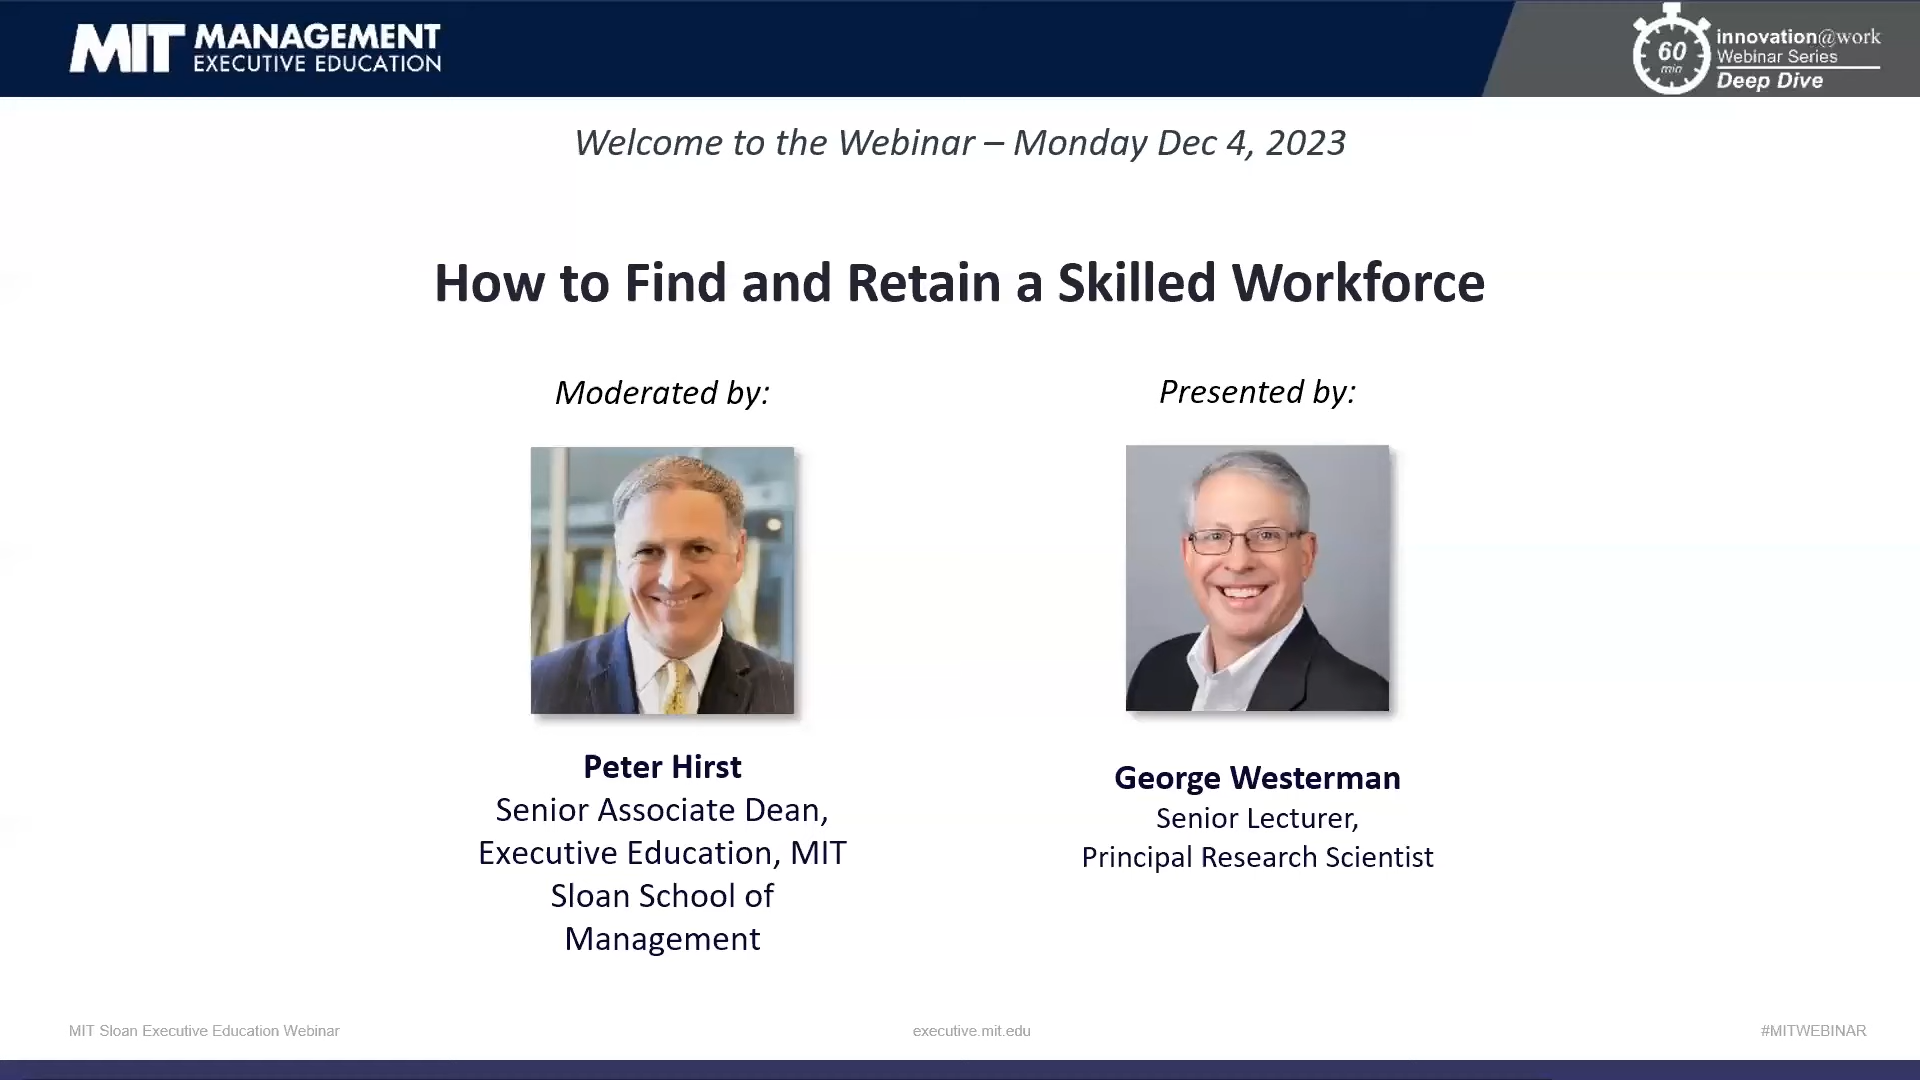 MIT MANAGEMENT
EXECUTIVE EDUCATION
60
min
innovation@work
Webinar Series
Deep Dive
Welcome to the Webinar – Monday Dec 4, 2023
How to Find and Retain a Skilled Workforce
Moderated by:
Presented by:
Peter Hirst
Senior Associate Dean,
Executive Education, MIT
Sloan School of
Management
George Westerman
Senior Lecturer,
Principal Research Scientist
MIT Sloan Executive Education Webinar
executive.mit.edu
#MITWEBINAR